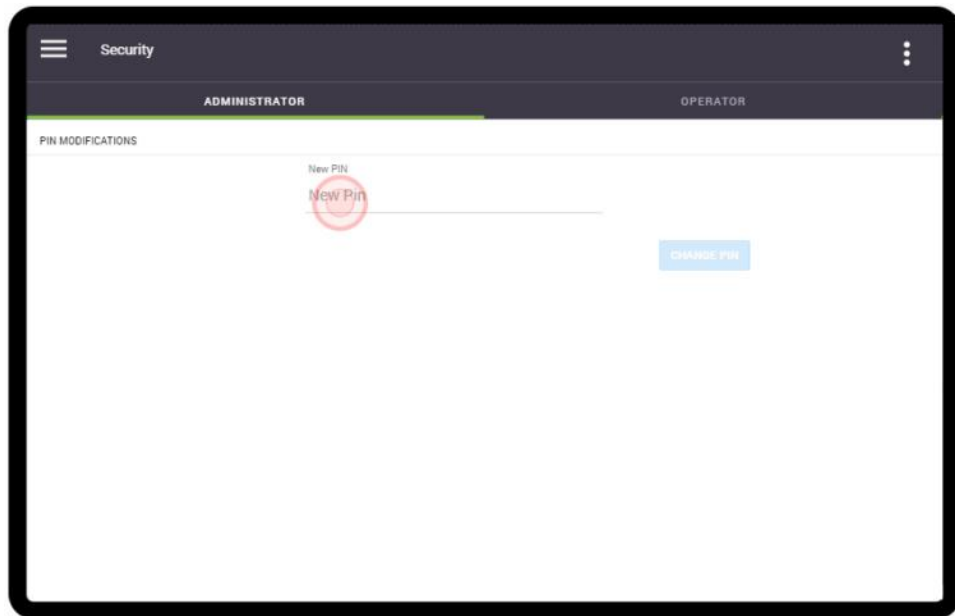 Security
ADMINISTRATOR OPERATOR
PIN MODIFICATIONS
New PIN
New Pin
CHANGE PIN